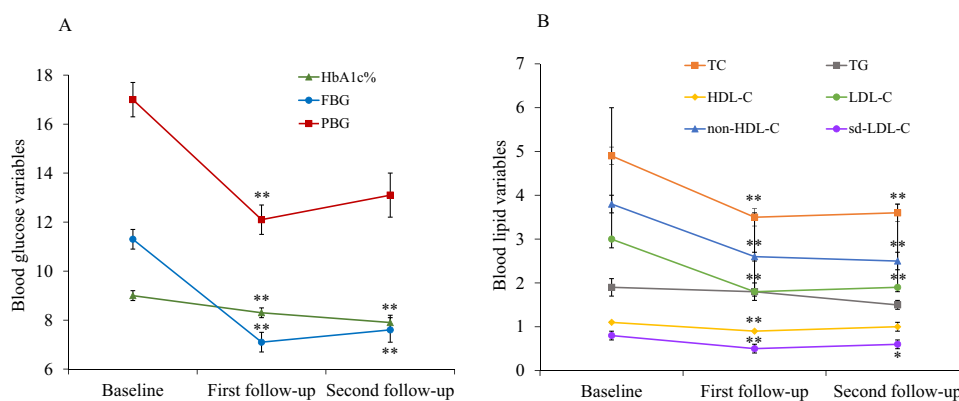 A
Blood glucose variables
18
16
14
12
10
8
6
HbA1c%
FBG
PBG
**
**
**
**
**
Baseline
First follow-up
Second follow-up
B
Blood lipid variables
7
6
5
4
3
2
1
0
TC TG
HDL-C LDL-C
non-HDL-C sd-LDL-C
** **
** **
** **
**
**
*
Baseline
First follow-up
Second follow-up